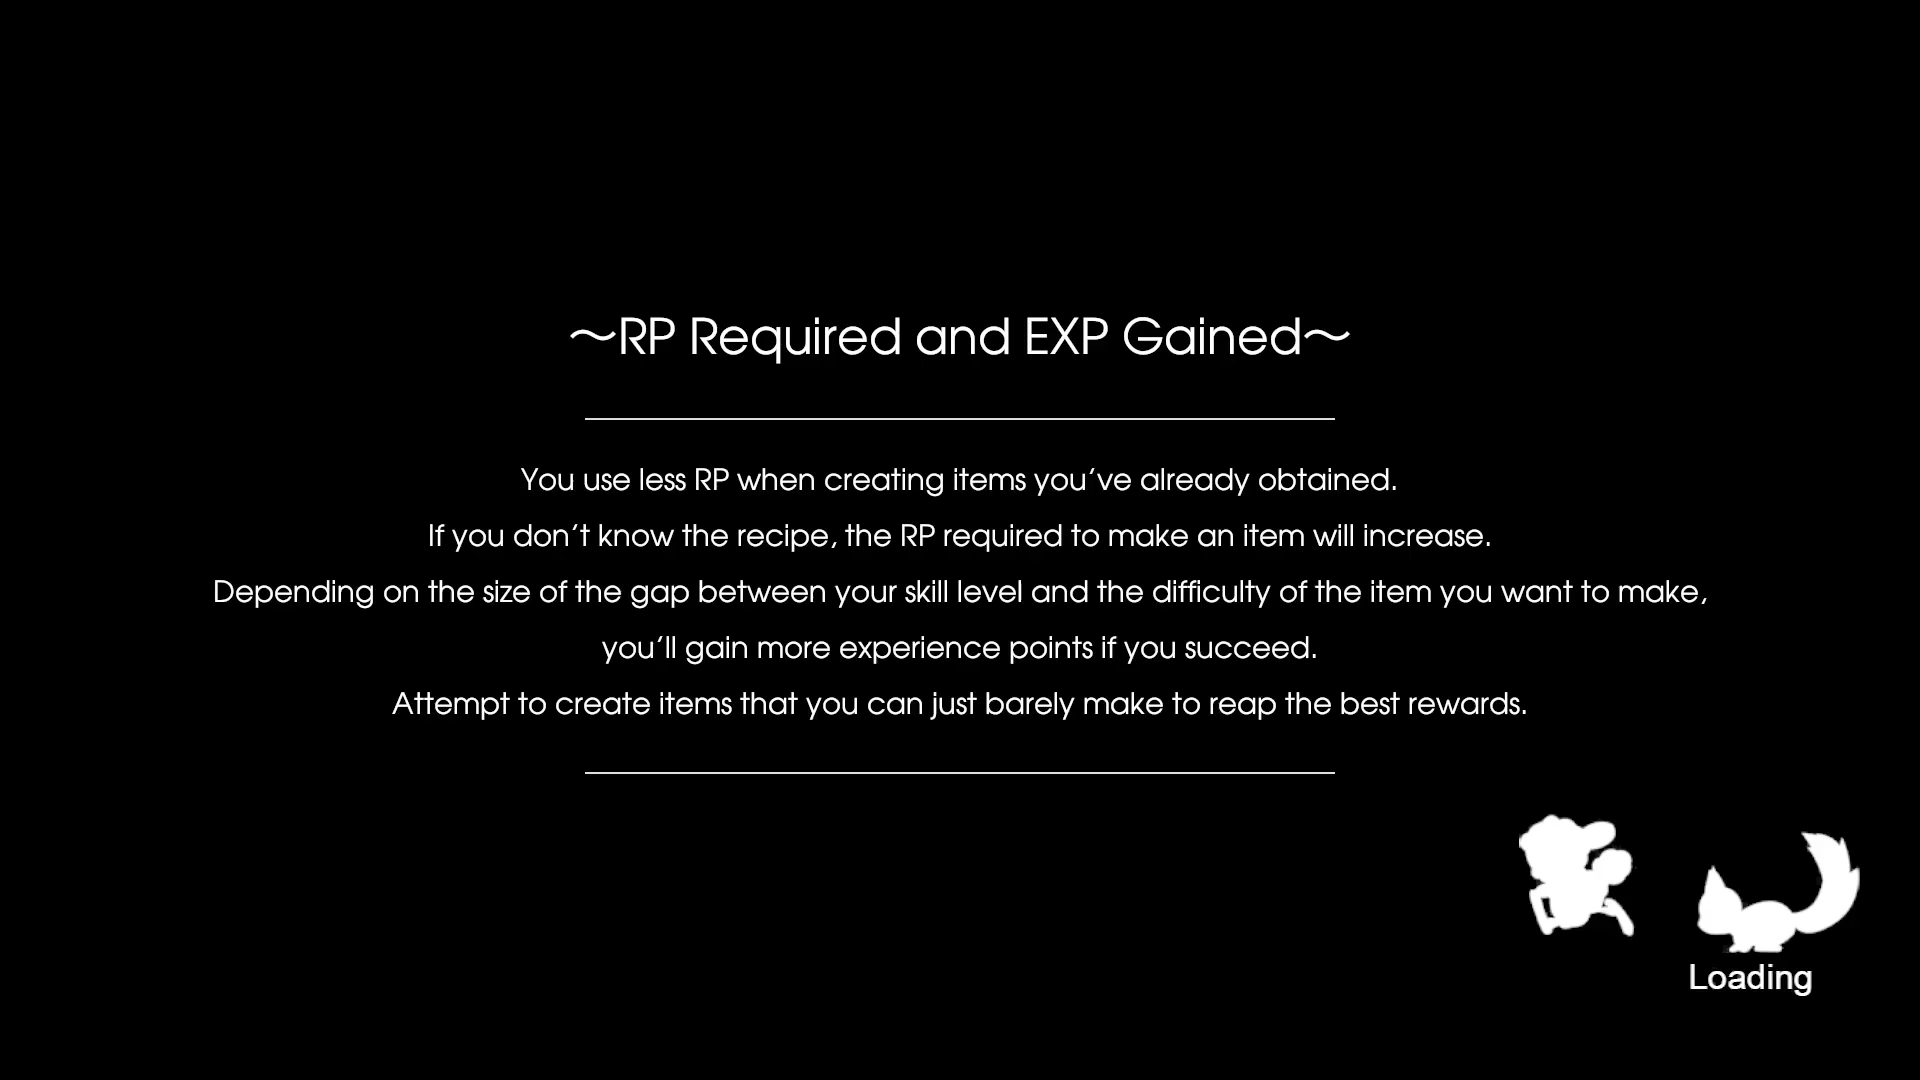 ～RP Required and EXP Gained～
You use less RP when creating items you’ve already obtained.
If you don’t know the recipe, the RP required to make an item will increase.
Depending on the size of the gap between your skill level and the difficulty of the item you want to make,
you’ll gain more experience points if you succeed.
Attempt to create items that you can just barely make to reap the best rewards.
Loading